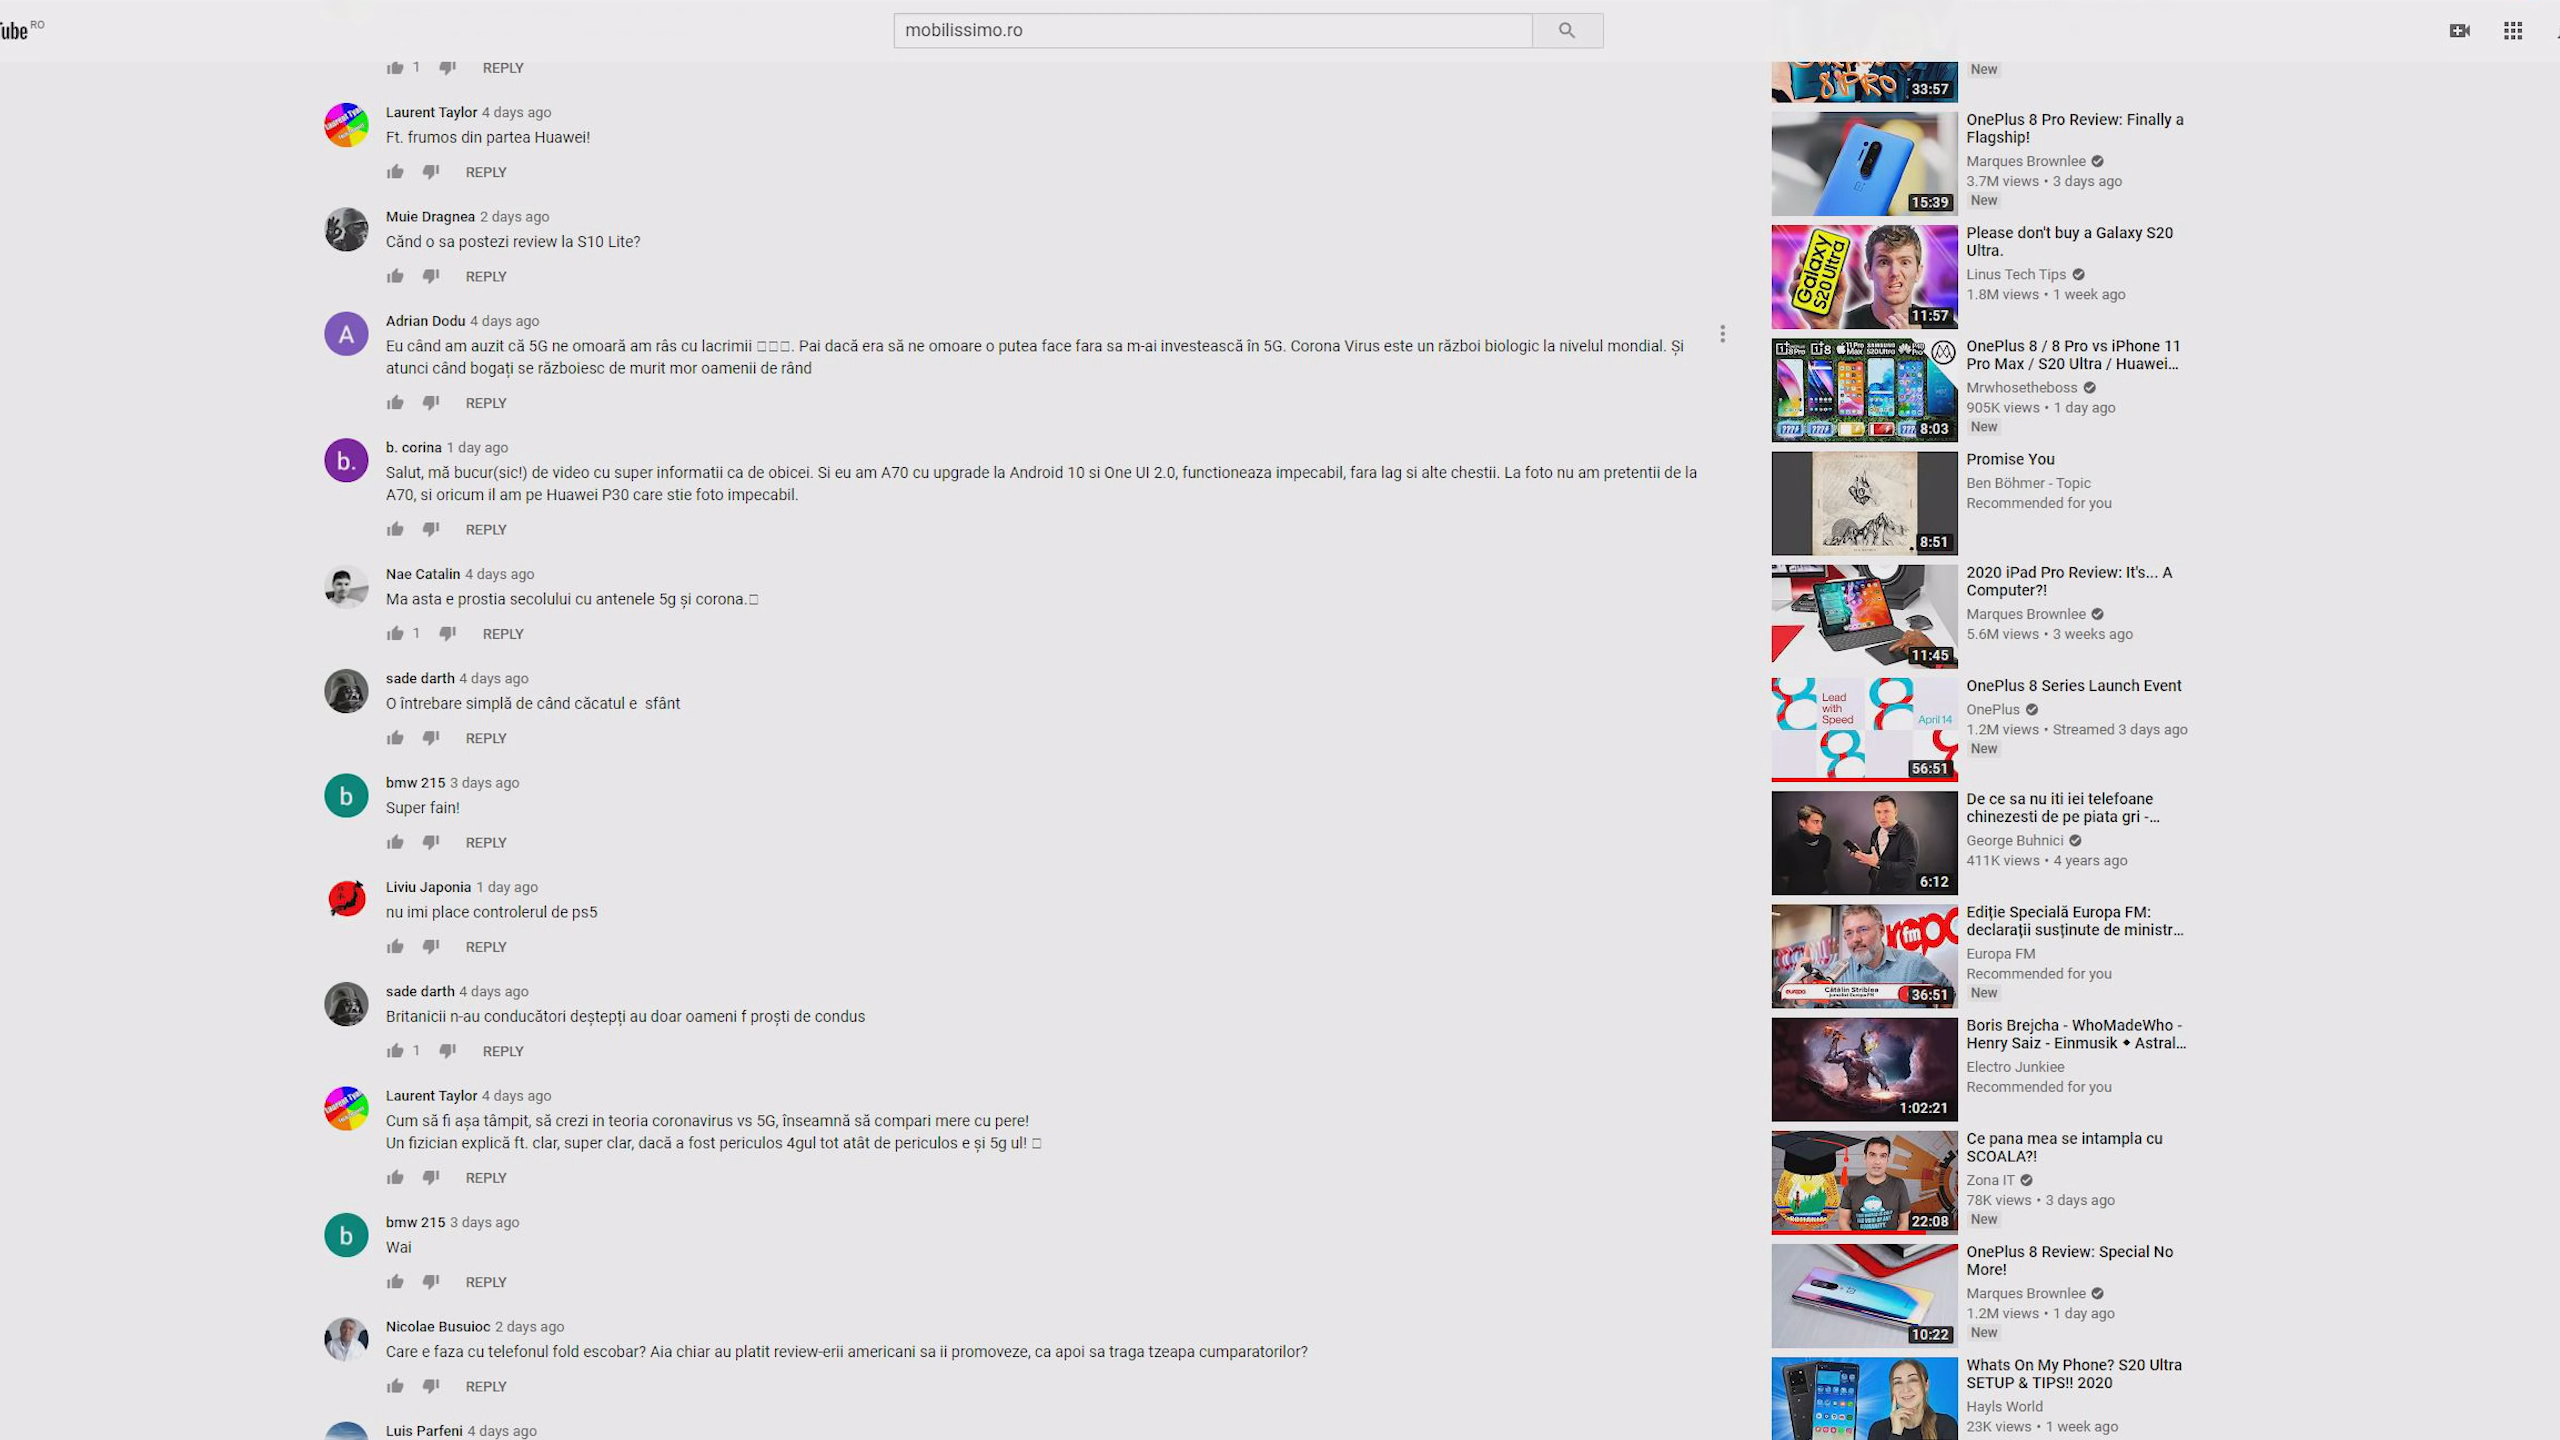 Tube RO
mobilissimo.ro
1 REPLY
Laurent Taylor 4 days ago
Ft. frumos din partea Huawei!
REPLY
Muie Dragnea 2 days ago
Cănd o sa postezi review la S10 Lite?
REPLY
A
Adrian Dodu 4 days ago
Eu când am auzit că 5G ne omoară am râs cu lacrimii □□□. Pai dacă era să ne omoare o putea face fara sa m-ai investească în 5G. Corona Virus este un război biologic la nivelul mondial. Și
atunci când bogați se războiesc de murit mor oamenii de rând
REPLY
b.
b. corina 1 day ago
Salut, mă bucur(sic!) de video cu super informatii ca de obicei. Si eu am A70 cu upgrade la Android 10 si One UI 2.0, functioneaza impecabil, fara lag si alte chestii. La foto nu am pretentii de la
A70, si oricum il am pe Huawei P30 care stie foto impecabil.
REPLY
Nae Catalin 4 days ago
Ma asta e prostia secolului cu antenele 5g și corona.□
1 REPLY
sade darth 4 days ago
O întrebare simplă de când căcatul e sfânt
REPLY
b
bmw 215 3 days ago
Super fain!
REPLY
Liviu Japonia 1 day ago
nu imi place controlerul de ps5
REPLY
sade darth 4 days ago
Britanicii n-au conducători deștepți au doar oameni f proști de condus
1 REPLY
Laurent Taylor 4 days ago
Cum să fi așa tâmpit, să crezi in teoria coronavirus vs 5G, înseamnă să compari mere cu pere!
Un fizician explică ft. clar, super clar, dacă a fost periculos 4gul tot atât de periculos e și 5g ul! □
REPLY
b
bmw 215 3 days ago
Wai
REPLY
Nicolae Busuioc 2 days ago
Care e faza cu telefonul fold escobar? Aia chiar au platit review-erii americani sa ii promoveze, ca apoi sa traga tzeapa cumparatorilor?
REPLY
Luis Parfeni 4 days ago
8 PRO
33:57
New
15:39
OnePlus 8 Pro Review: Finally a
Flagship!
Marques Brownlee
3.7M views • 3 days ago
New
Galaxy
S20 Ultra
11:57
Please don't buy a Galaxy S20
Ultra.
Linus Tech Tips
1.8M views • 1 week ago
8:03
OnePlus 8 / 8 Pro vs iPhone 11
Pro Max / S20 Ultra / Huawei...
Mrwhosetheboss
905K views • 1 day ago
New
8:51
Promise You
Ben Böhmer - Topic
Recommended for you
11:45
2020 iPad Pro Review: It's... A
Computer?!
Marques Brownlee
5.6M views • 3 weeks ago
Lead
with
Speed
April 14
56:51
OnePlus 8 Series Launch Event
OnePlus
1.2M views • Streamed 3 days ago
New
6:12
De ce sa nu iti iei telefoane
chinezesti de pe piata gri -...
George Buhnici
411K views • 4 years ago
fm
Cătălin Striblea
jurnalist Europa FM
36:51
Ediție Specială Europa FM:
declarații susținute de ministr...
Europa FM
Recommended for you
New
1:02:21
Boris Brejcha - WhoMadeWho -
Henry Saiz - Einmusik ◆ Astral...
Electro Junkiee
Recommended for you
ROMÂNIA
22:08
Ce pana mea se intampla cu
SCOALA?!
Zona IT
78K views • 3 days ago
New
10:22
OnePlus 8 Review: Special No
More!
Marques Brownlee
1.2M views • 1 day ago
New
Whats On My Phone? S20 Ultra
SETUP & TIPS!! 2020
Hayls World
23K views • 1 week ago